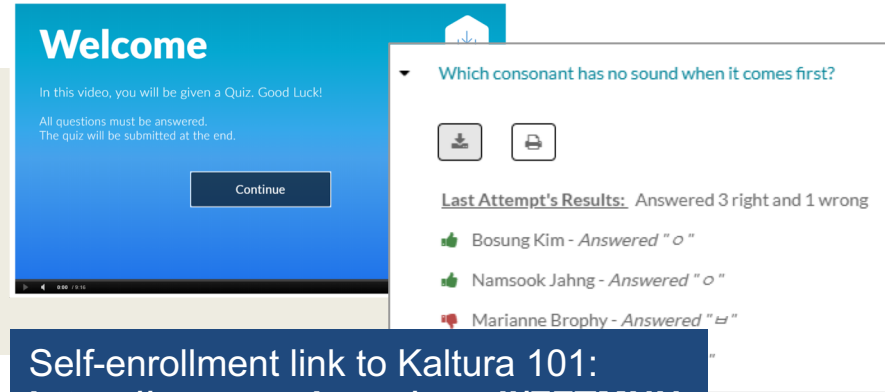 Welcome
In this video, you will be given a Quiz. Good Luck!
All questions must be answered.
The quiz will be submitted at the end.
Continue
0:00 / 9:16
Which consonant has no sound when it comes first?
Last Attempt's Results: Answered 3 right and 1 wrong
Bosung Kim - Answered "ㅇ"
Namsook Jahng - Answered "ㅇ"
Marianne Brophy - Answered "ㅂ"
"
Self-enrollment link to Kaltura 101: